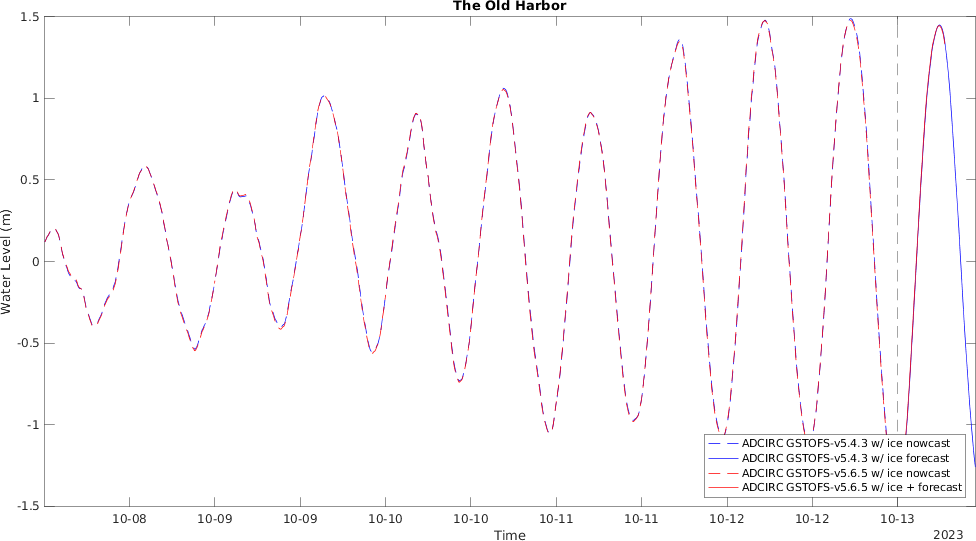 The Old Harbor
1.5
1
0.5
0
-0.5
-1
-1.5
Water Level (m)
ADCIRC GSTOFS-v5.4.3 w/ ice nowcast
ADCIRC GSTOFS-v5.4.3 w/ ice forecast
ADCIRC GSTOFS-v5.6.5 w/ ice nowcast
ADCIRC GSTOFS-v5.6.5 w/ ice + forecast
10-08 10-09 10-09 10-10 10-10 10-11 10-11 10-12 10-12 10-13
Time
2023